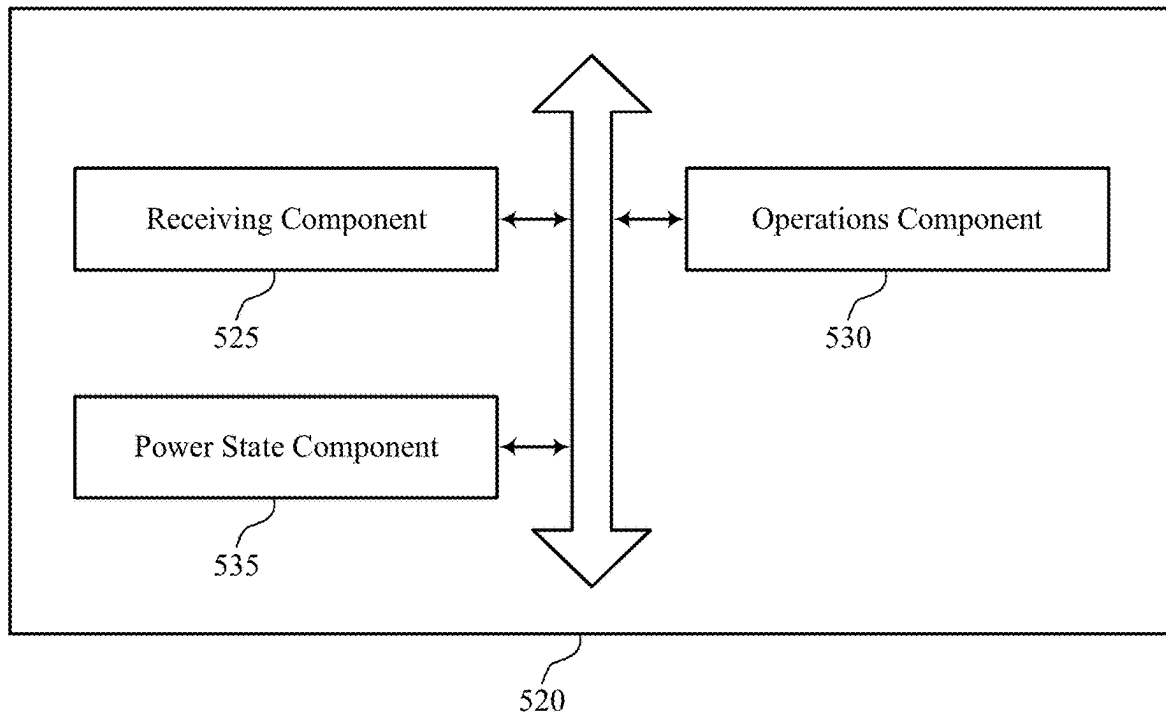 Receiving Component
Operations Component
525
530
Power State Component
535
520